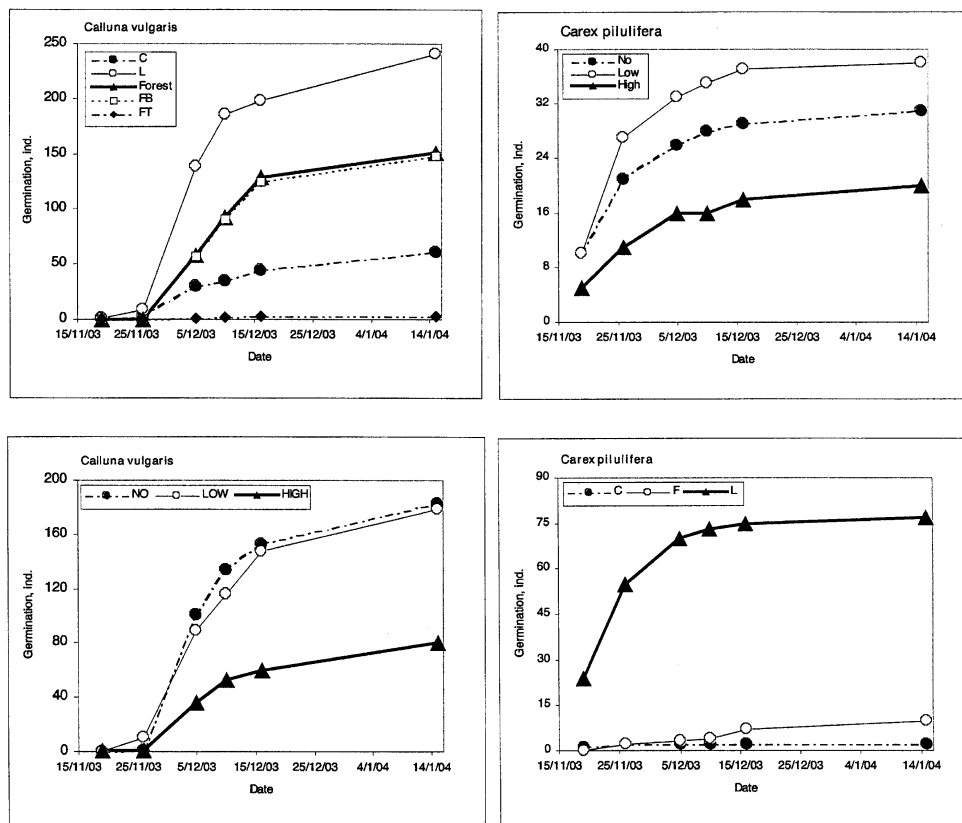 Calluna vulgaris
250
200
150
100
50
0
C
L
Forest
FB
FT
Germination, ind.
15/11/03 25/11/03 5/12/03 15/12/03 25/12/03 4/1/04 14/1/04
Date
Carex pilulifera
40
32
24
16
8
0
No
Low
High
Germination, ind.
15/11/03 25/11/03 5/12/03 15/12/03 25/12/03 4/1/04 14/1/04
Date
Calluna vulgaris
200
160
120
80
40
0
NO LOW HIGH
Germination, ind.
15/11/03 25/11/03 5/12/03 15/12/03 25/12/03 4/1/04 14/1/04
Date
Carex pilulifera
90
75
60
45
30
15
0
C F L
Germination, ind.
15/11/03 25/11/03 5/12/03 15/12/03 25/12/03 4/1/04 14/1/04
Date